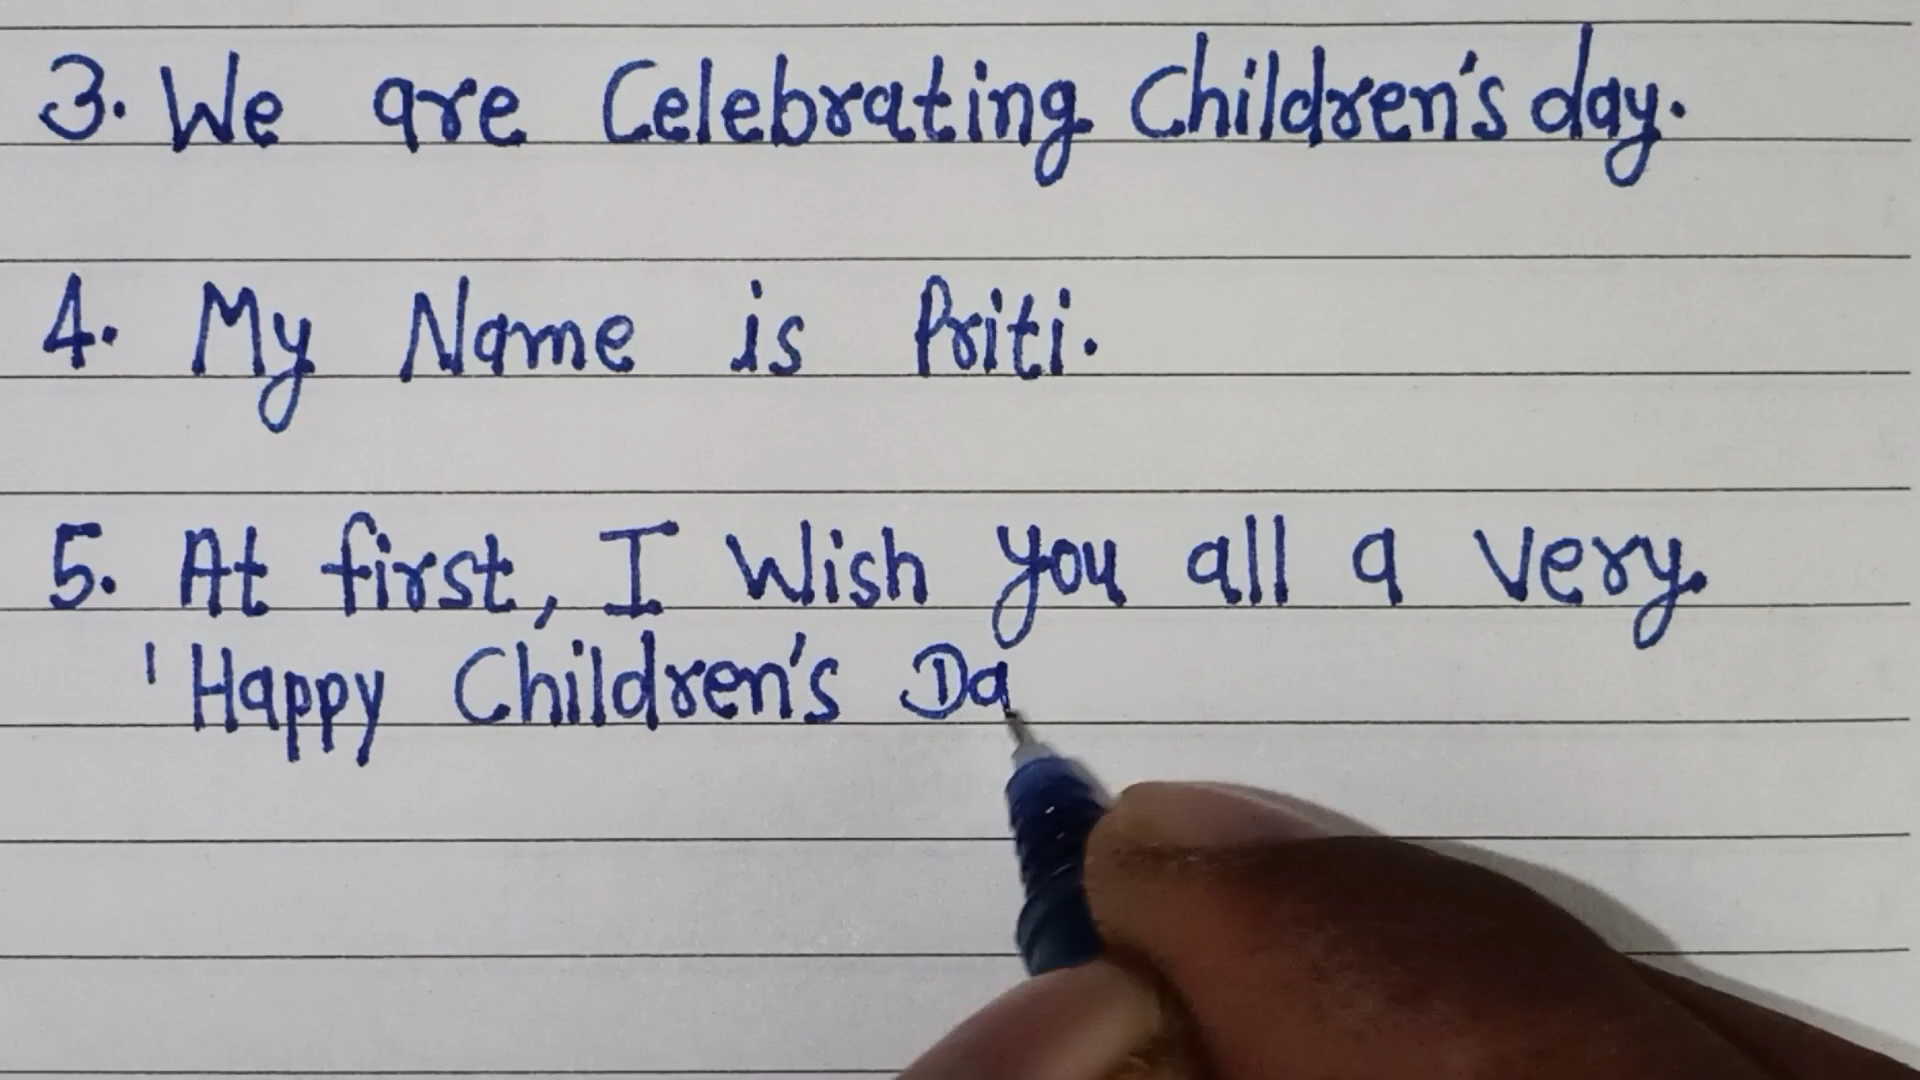 3. We are Celebrating Children's day.
4. My Name is Priti.
5. At first, I Wish you all a very
'Happy Children's Da